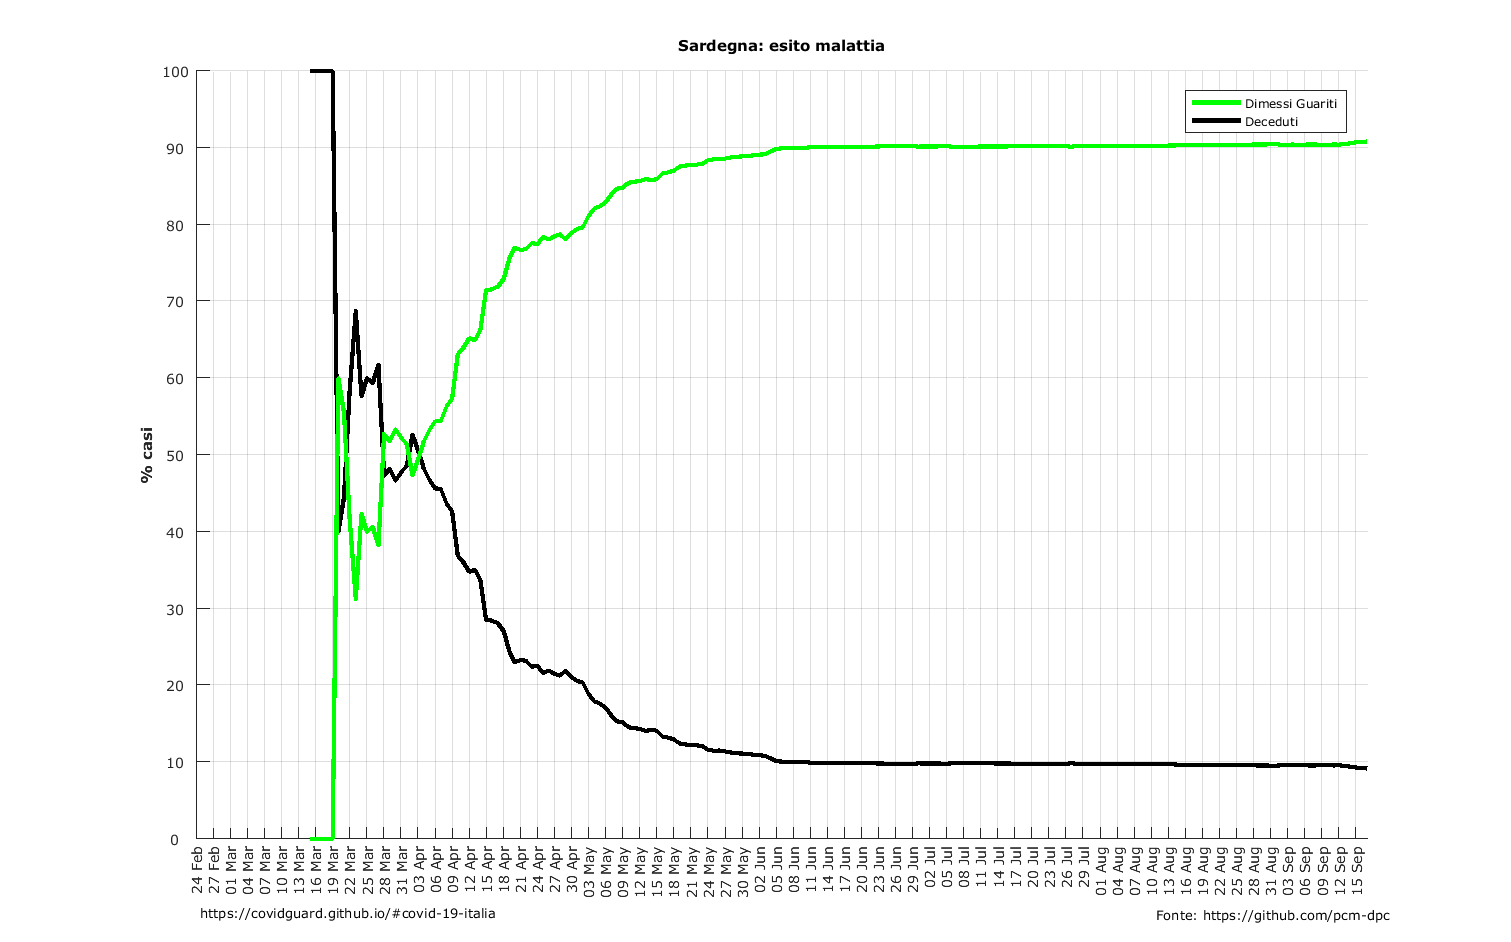 Sardegna: esito malattia
Dimessi Guariti
Deceduti
% casi
100
90
80
70
60
50
40
30
20
10
0
24 Feb
27 Feb
01 Mar
04 Mar
07 Mar
10 Mar
13 Mar
16 Mar
19 Mar
22 Mar
25 Mar
28 Mar
31 Mar
03 Apr
06 Apr
09 Apr
12 Apr
15 Apr
18 Apr
21 Apr
24 Apr
27 Apr
30 Apr
03 May
06 May
09 May
12 May
15 May
18 May
21 May
24 May
27 May
30 May
02 Jun
05 Jun
08 Jun
11 Jun
14 Jun
17 Jun
20 Jun
23 Jun
26 Jun
29 Jun
02 Jul
05 Jul
08 Jul
11 Jul
14 Jul
17 Jul
20 Jul
23 Jul
26 Jul
29 Jul
01 Aug
04 Aug
07 Aug
10 Aug
13 Aug
16 Aug
19 Aug
22 Aug
25 Aug
28 Aug
31 Aug
03 Sep
06 Sep
09 Sep
12 Sep
15 Sep
https://covidguard.github.io/#covid-19-italia
Fonte: https://github.com/pcm-dpc